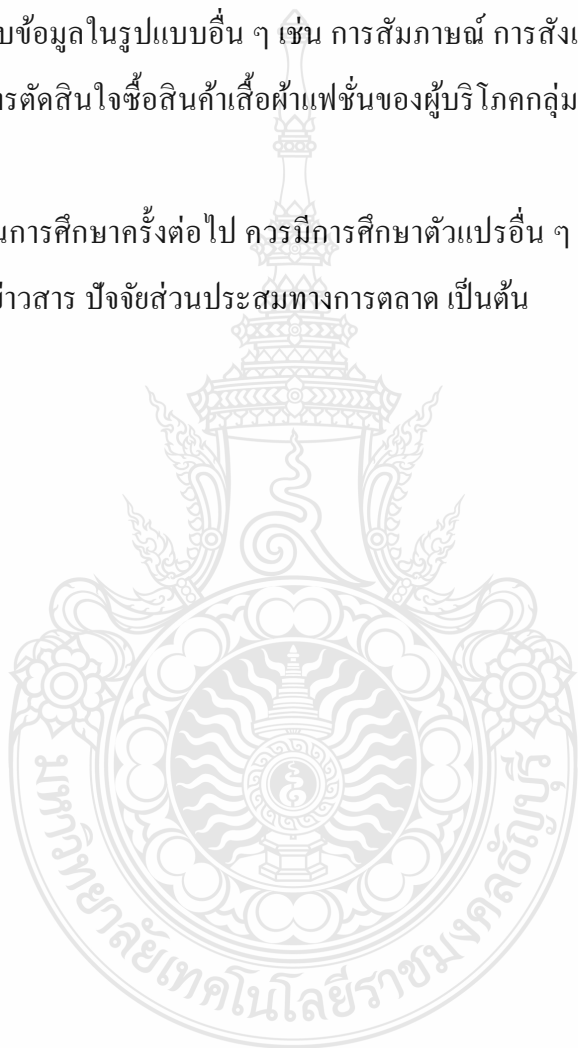 บข้อมูลในรูปแบบอื่น ๆ เช่น การสัมภาษณ์ การสัง
รตัดสินใจซื้อสินค้าเสื้อผ้าแฟชั่นของผู้บริโภคกลุ่ม
นการศึกษาครั้งต่อไป ควรมีการศึกษาตัวแปรอื่น ๆ
่าวสาร ปัจจัยส่วนประสมทางการตลาด เป็นต้น
มหาวิทยาลัยเทคโนโลยีราชมงคลธัญบุรี